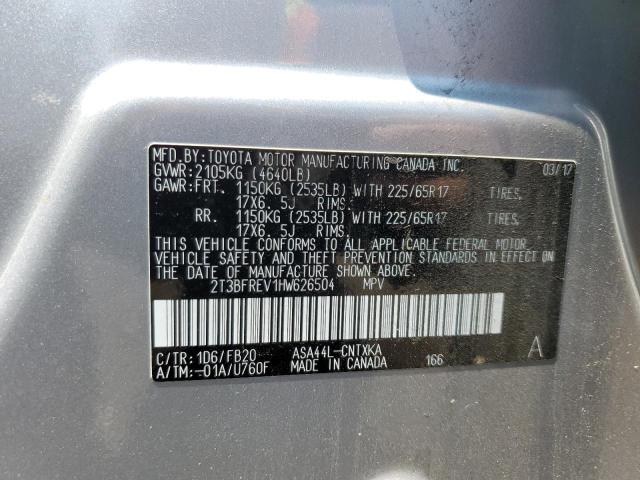 MFD.BY:TOYOTA MOTOR MANUFACTURING CANADA INC. 03/17
GVWR:2105KG (4640LB)
GAWR:FRT. 1150KG (2535LB) WITH 225/65R17 TIRES,
17X6.5J RIMS.
RR. 1150KG (2535LB) WITH 225/65R17 TIRES,
17X6.5J RIMS.
THIS VEHICLE CONFORMS TO ALL APPLICABLE FEDERAL MOTOR
VEHICLE SAFETY, BUMPER, AND THEFT PREVENTION STANDARDS IN
EFFECT ON THE DATE OF MANUFACTURE SHOWN ABOVE.
2T3BFREV1HW626504 MPV
C/TR:1D6/FB20 ASA44L-CNTXKA A
A/TM:-01A/U760F MADE IN CANADA 166